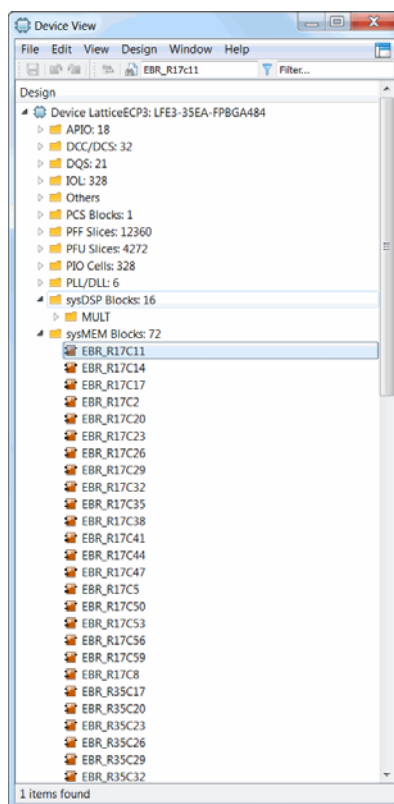 Device View
File Edit View Design Window Help
EBR_R17c11 Filter...
Design
Device LatticeECP3: LFE3-35EA-FPBGA484
APIO: 18
DCC/DCS: 32
DQS: 21
IOL: 328
Others
PCS Blocks: 1
PFF Slices: 12360
PFU Slices: 4272
PIO Cells: 328
PLL/DLL: 6
sysDSP Blocks: 16
MULT
sysMEM Blocks: 72
EBR_R17C11
EBR_R17C14
EBR_R17C17
EBR_R17C2
EBR_R17C20
EBR_R17C23
EBR_R17C26
EBR_R17C29
EBR_R17C32
EBR_R17C35
EBR_R17C38
EBR_R17C41
EBR_R17C44
EBR_R17C47
EBR_R17C5
EBR_R17C50
EBR_R17C53
EBR_R17C56
EBR_R17C59
EBR_R17C8
EBR_R35C17
EBR_R35C20
EBR_R35C23
EBR_R35C26
EBR_R35C29
EBR_R35C32
1 items found